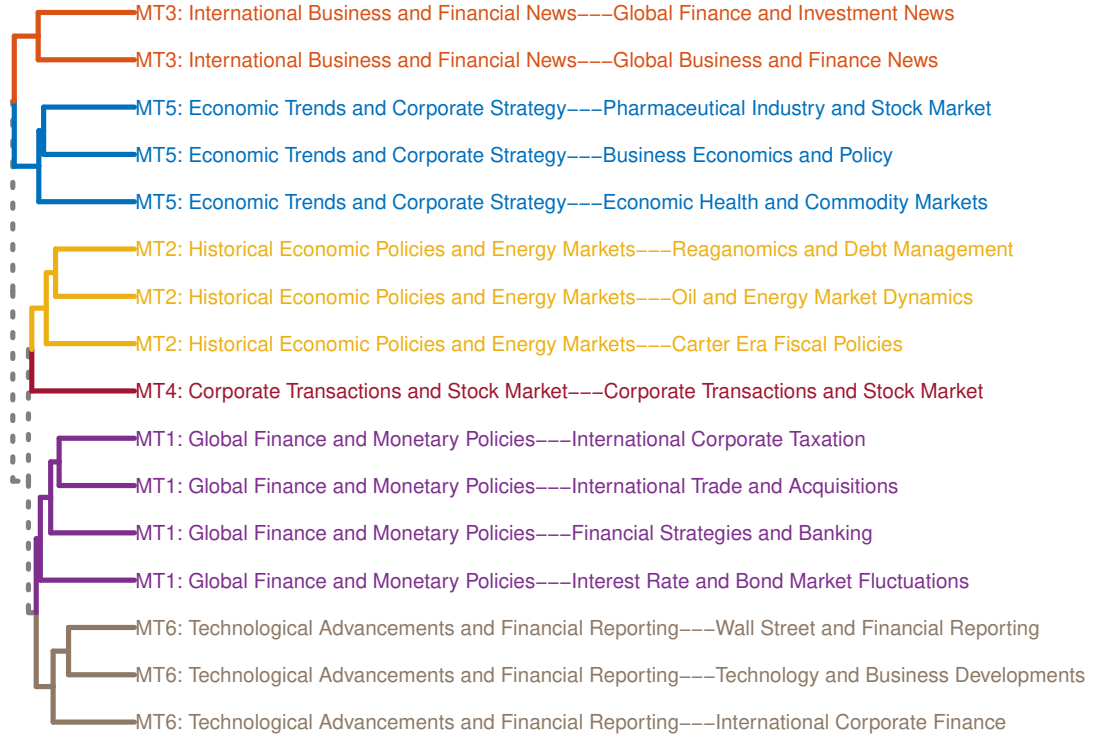 MT3: International Business and Financial News−−−Global Finance and Investment News
MT3: International Business and Financial News−−−Global Business and Finance News
MT5: Economic Trends and Corporate Strategy−−−Pharmaceutical Industry and Stock Market
MT5: Economic Trends and Corporate Strategy−−−Business Economics and Policy
MT5: Economic Trends and Corporate Strategy−−−Economic Health and Commodity Markets
MT2: Historical Economic Policies and Energy Markets−−−Reaganomics and Debt Management
MT2: Historical Economic Policies and Energy Markets−−−Oil and Energy Market Dynamics
MT2: Historical Economic Policies and Energy Markets−−−Carter Era Fiscal Policies
MT4: Corporate Transactions and Stock Market−−−Corporate Transactions and Stock Market
MT1: Global Finance and Monetary Policies−−−International Corporate Taxation
MT1: Global Finance and Monetary Policies−−−International Trade and Acquisitions
MT1: Global Finance and Monetary Policies−−−Financial Strategies and Banking
MT1: Global Finance and Monetary Policies−−−Interest Rate and Bond Market Fluctuations
MT6: Technological Advancements and Financial Reporting−−−Wall Street and Financial Reporting
MT6: Technological Advancements and Financial Reporting−−−Technology and Business Developments
MT6: Technological Advancements and Financial Reporting−−−International Corporate Finance